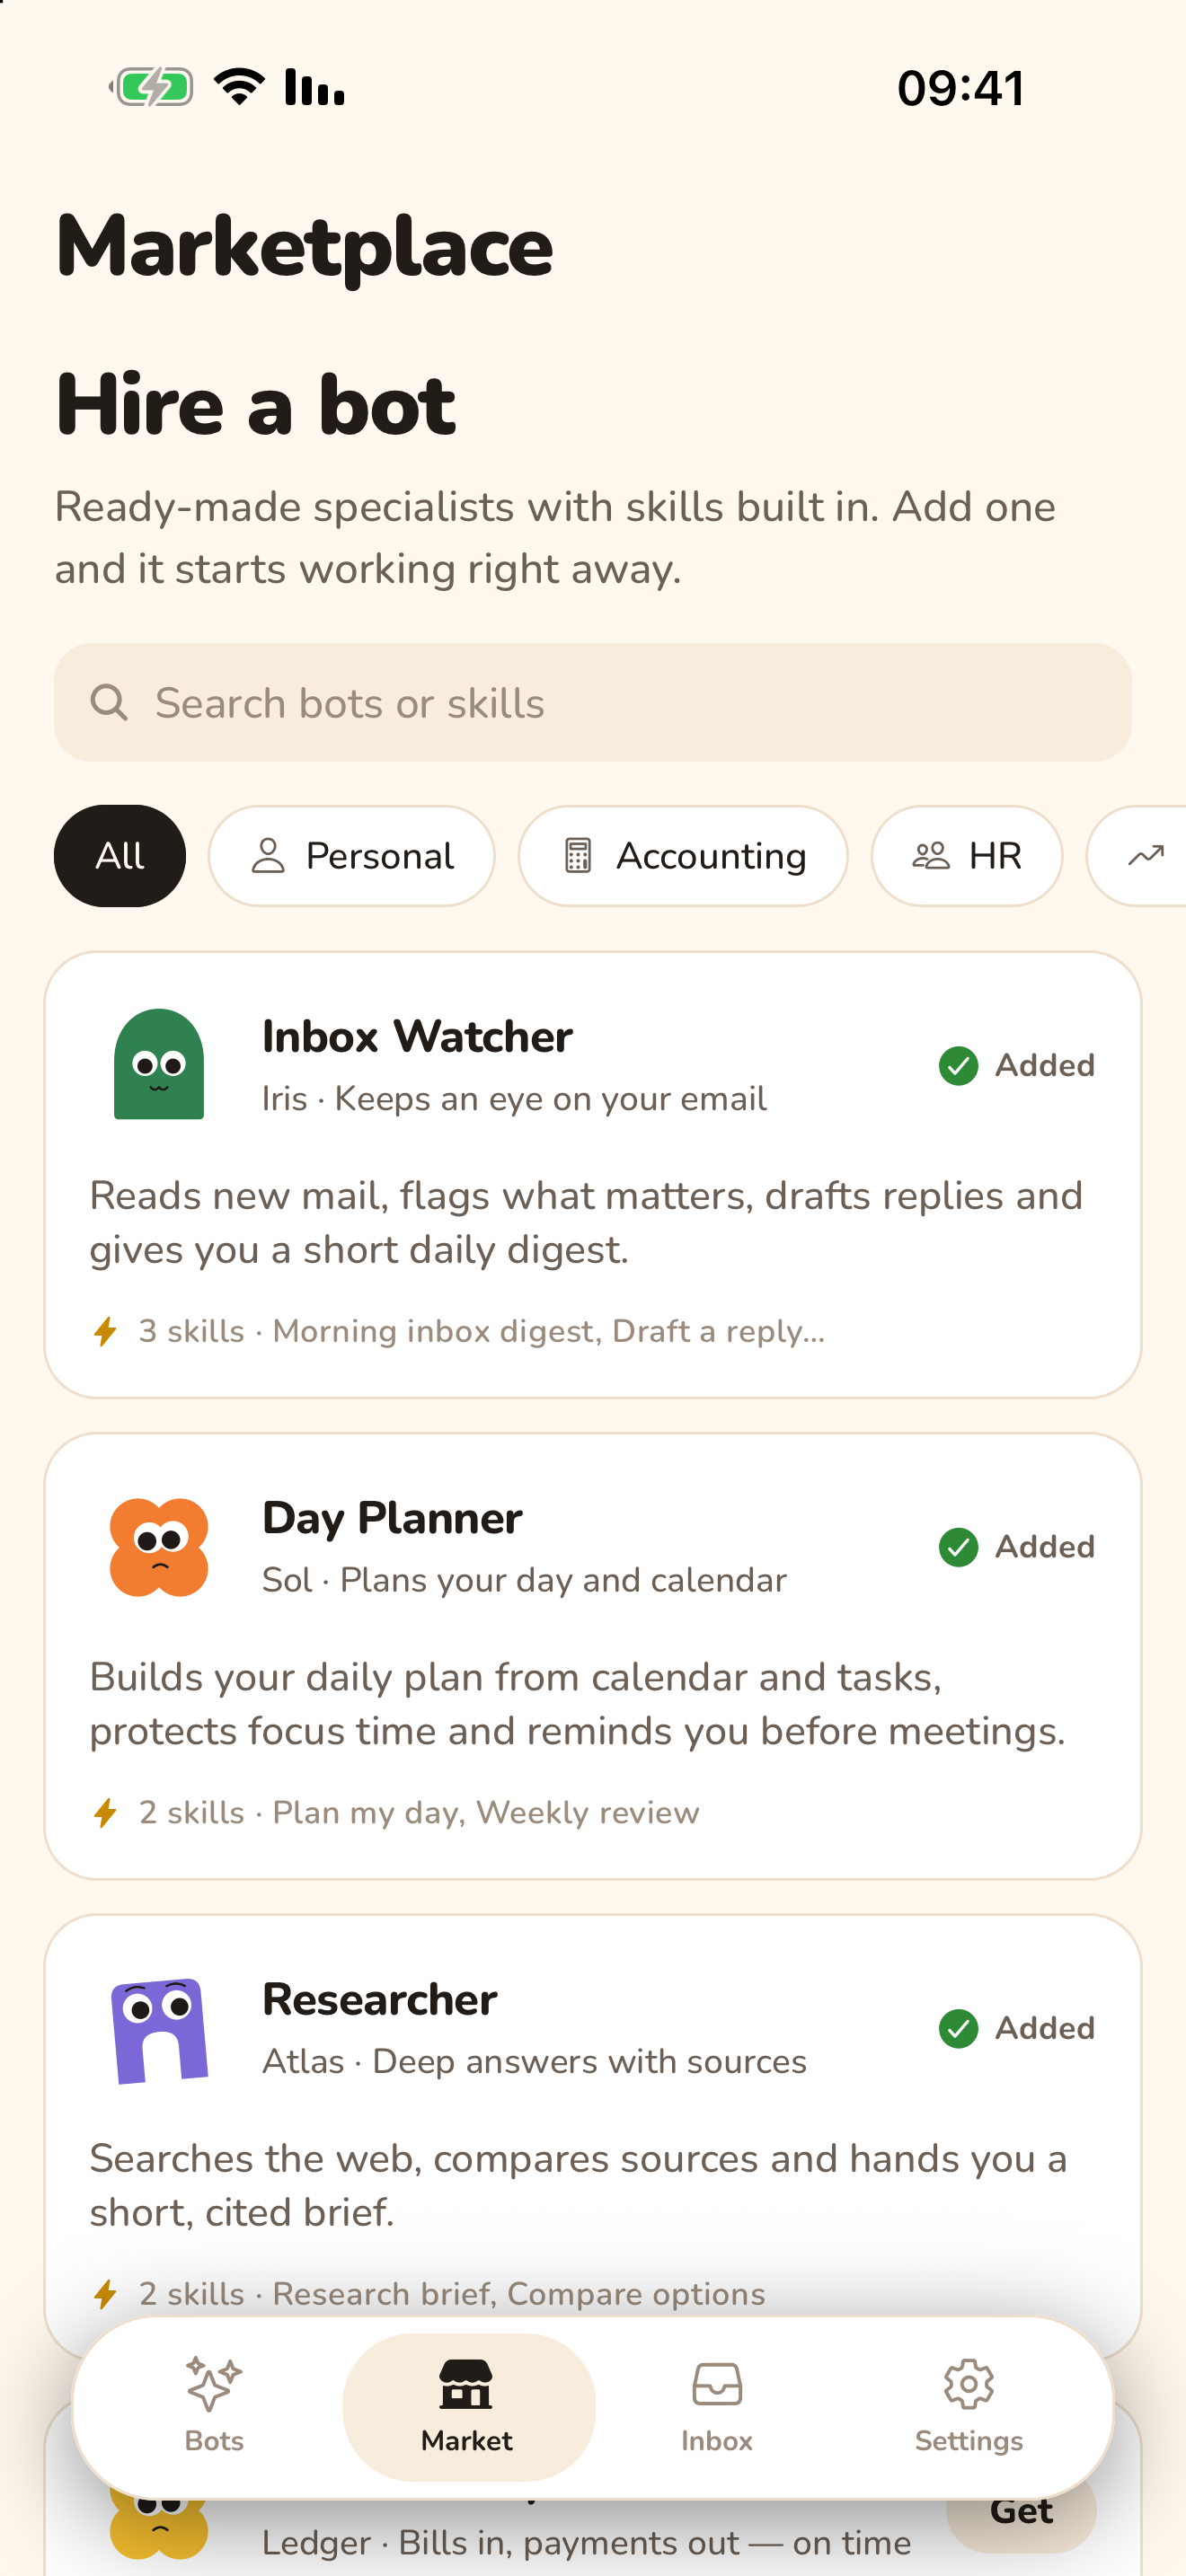 09:41
Marketplace
Hire a bot
Ready-made specialists with skills built in. Add one
and it starts working right away.
Search bots or skills
All
Personal
Accounting
HR
Inbox Watcher
Iris · Keeps an eye on your email
Added
Reads new mail, flags what matters, drafts replies and
gives you a short daily digest.
3 skills · Morning inbox digest, Draft a reply...
Day Planner
Sol · Plans your day and calendar
Added
Builds your daily plan from calendar and tasks,
protects focus time and reminds you before meetings.
2 skills · Plan my day, Weekly review
Researcher
Atlas · Deep answers with sources
Added
Searches the web, compares sources and hands you a
short, cited brief.
2 skills · Research brief, Compare options
Bots
Market
Inbox
Settings
Get
Ledger · Bills in, payments out — on time